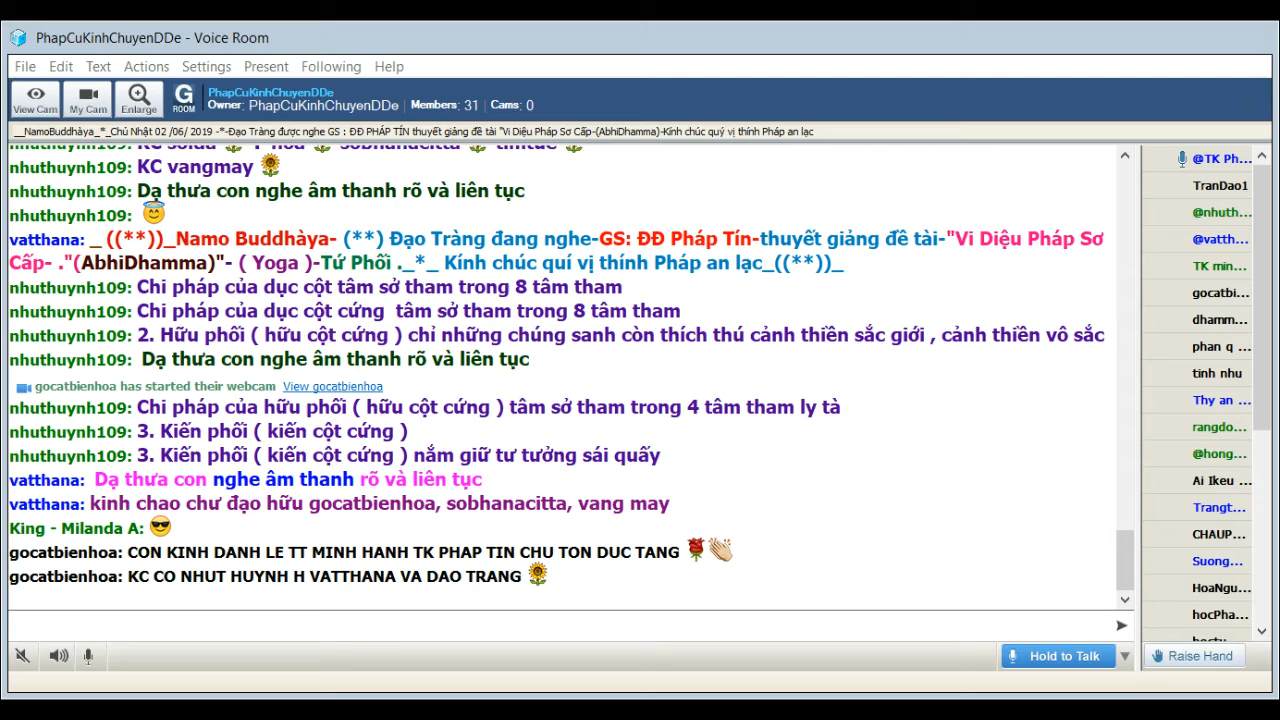 PhapCuKinhChuyenDDe - Voice Room
File Edit Text Actions Settings Present Following Help
View Cam
My Cam
Enlarge
G ROOM
PhapCuKinhChuyenDDe
Owner: PhapCuKinhChuyenDDe Members: 31 Cams: 0
__NamoBuddhàya_*_Chủ Nhật 02 /06/ 2019 -*-Đạo Tràng được nghe GS : ĐĐ PHÁP TÍN thuyết giảng đề tài "Vi Diệu Pháp Sơ Cấp-(AbhiDhamma)-Kính chúc quý vị thính Pháp an lạc
nhuthuynh109: KC vangmay
nhuthuynh109: Dạ thưa con nghe âm thanh rõ và liên tục
nhuthuynh109:
vatthana: _ ((**))_Namo Buddhàya- (**) Đạo Tràng đang nghe-GS: ĐĐ Pháp Tín-thuyết giảng đề tài-"Vi Diệu Pháp Sơ
Cấp- ."(AbhiDhamma)"- ( Yoga )-Tứ Phối ._*_ Kính chúc quí vị thính Pháp an lạc_((**))_
nhuthuynh109: Chi pháp của dục cột tâm sở tham trong 8 tâm tham
nhuthuynh109: Chi pháp của dục cột cứng tâm sở tham trong 8 tâm tham
nhuthuynh109: 2. Hữu phối ( hữu cột cứng ) chỉ những chúng sanh còn thích thú cảnh thiền sắc giới , cảnh thiền vô sắc
nhuthuynh109: Dạ thưa con nghe âm thanh rõ và liên tục
gocatbienhoa has started their webcam View gocatbienhoa
nhuthuynh109: Chi pháp của hữu phối ( hữu cột cứng ) tâm sở tham trong 4 tâm tham ly tà
nhuthuynh109: 3. Kiến phối ( kiến cột cứng )
nhuthuynh109: 3. Kiến phối ( kiến cột cứng ) nắm giữ tư tưởng sái quấy
vatthana: Dạ thưa con nghe âm thanh rõ và liên tục
vatthana: kinh chao chư đạo hữu gocatbienhoa, sobhanacitta, vang may
King - Milanda A:
gocatbienhoa: CON KINH DANH LE TT MINH HANH TK PHAP TIN CHU TON DUC TANG
gocatbienhoa: KC CO NHUT HUYNH H VATTHANA VA DAO TRANG
Hold to Talk
@TK Ph...
TranDao1
@nhuth...
@vatth...
TK min...
gocatbi...
dhamm...
phan q ...
tinh nhu
Thy an ...
rangdo...
@hong...
Ai Ikeu ...
Trangt...
CHAUP...
Suong...
HoaNgu...
hocPha...
Raise Hand